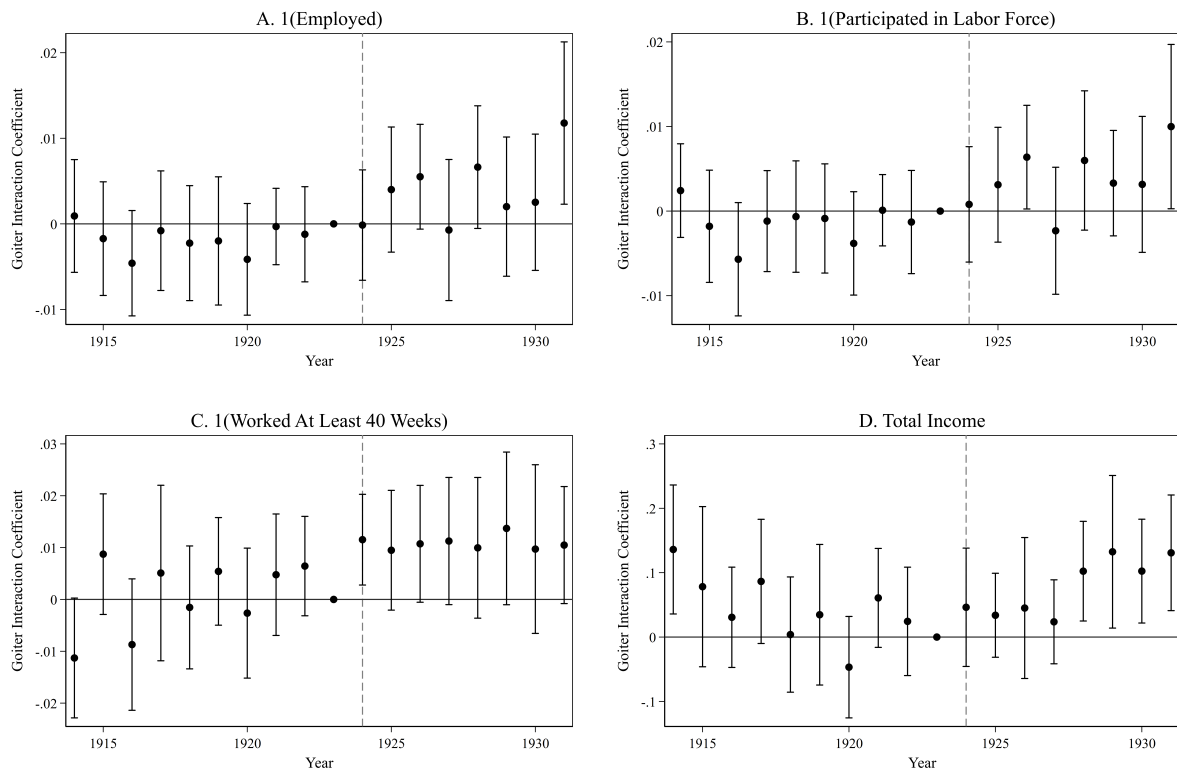 A. 1(Employed)
Goiter Interaction Coefficient
.02
.01
0
-.01
1915 1920 1925 1930
Year
B. 1(Participated in Labor Force)
Goiter Interaction Coefficient
.02
.01
0
-.01
1915 1920 1925 1930
Year
C. 1(Worked At Least 40 Weeks)
Goiter Interaction Coefficient
.03
.02
.01
0
-.01
-.02
1915 1920 1925 1930
Year
D. Total Income
Goiter Interaction Coefficient
.3
.2
.1
0
-.1
1915 1920 1925 1930
Year